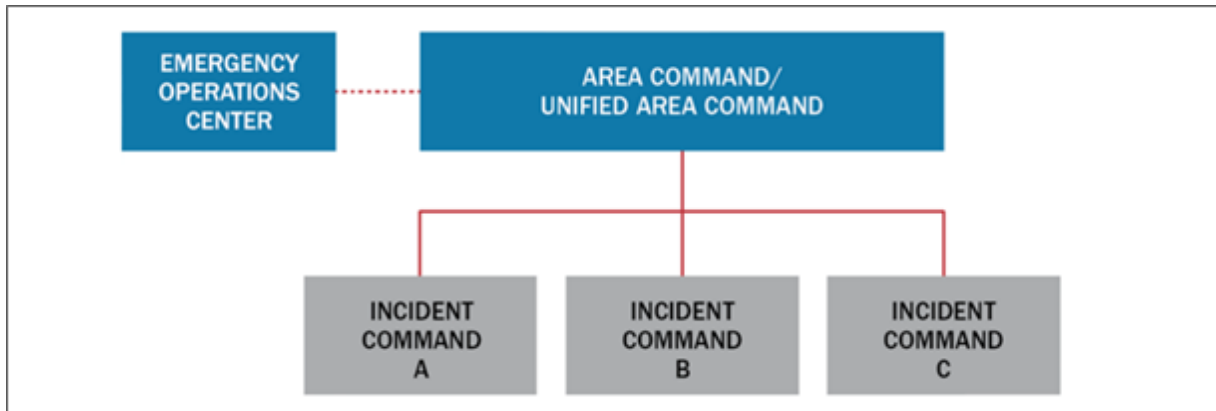 EMERGENCY
OPERATIONS
CENTER
AREA COMMAND/
UNIFIED AREA COMMAND
INCIDENT
COMMAND
A
INCIDENT
COMMAND
B
INCIDENT
COMMAND
C